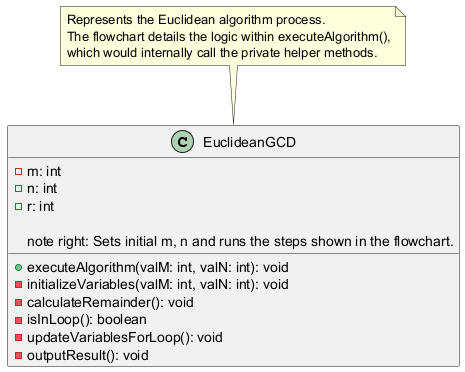 Represents the Euclidean algorithm process.
The flowchart details the logic within executeAlgorithm(),
which would internally call the private helper methods.
C EuclideanGCD
m: int
n: int
r: int
note right: Sets initial m, n and runs the steps shown in the flowchart.
executeAlgorithm(valM: int, valN: int): void
initializeVariables(valM: int, valN: int): void
calculateRemainder(): void
isInLoop(): boolean
updateVariablesForLoop(): void
outputResult(): void